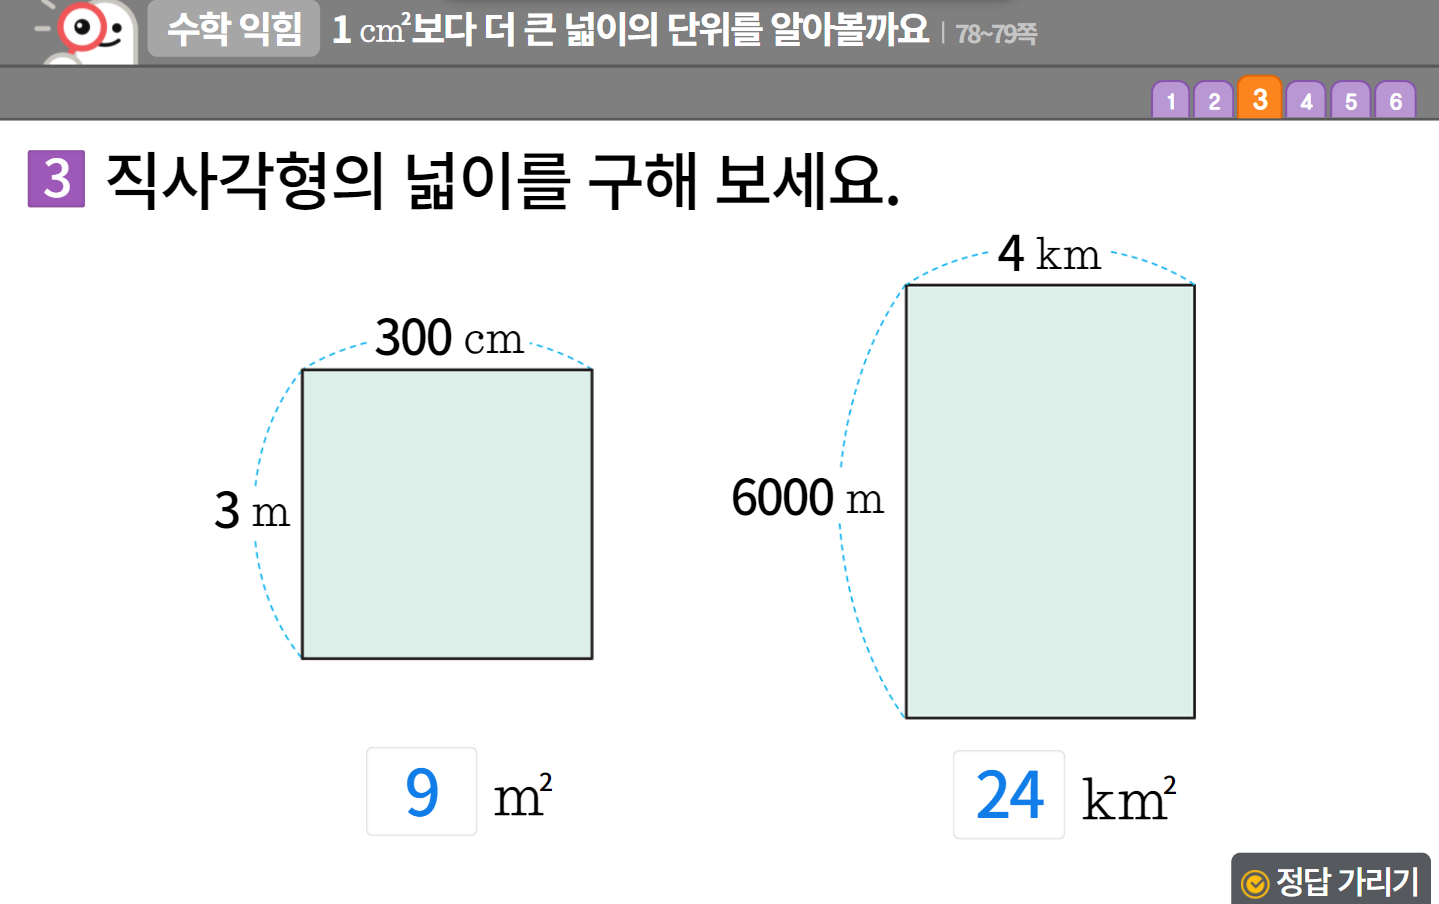 수학 익힘 1 cm²보다 더 큰 넓이의 단위를 알아볼까요 | 78~79쪽
1 2 3 4 5 6
3 직사각형의 넓이를 구해 보세요.
4 km
300 cm
6000 m
3 m
9 m²
24 km²
정답 가리기